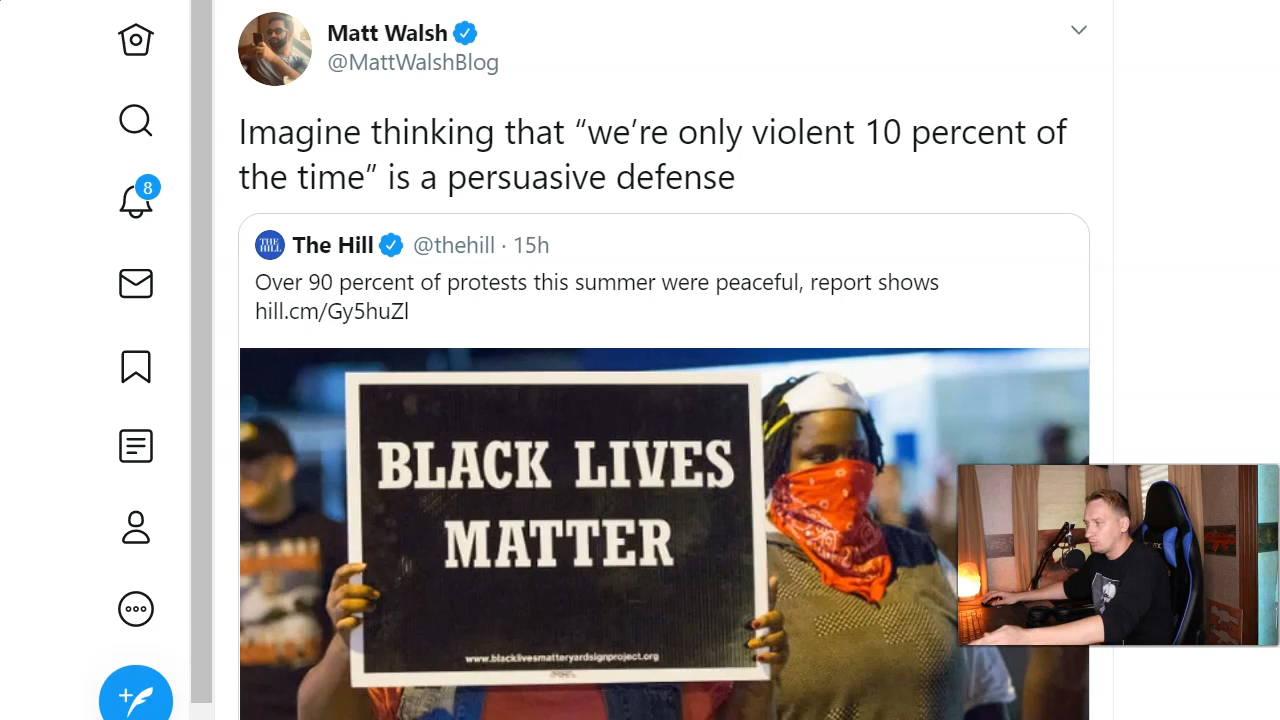 Matt Walsh
@MattWalshBlog
Imagine thinking that “we’re only violent 10 percent of
the time” is a persuasive defense
8
THE
HILL
The Hill @thehill · 15h
Over 90 percent of protests this summer were peaceful, report shows
hill.cm/Gy5huZl
BLACK LIVES
MATTER
www.blacklivesmatteryardsignproject.org